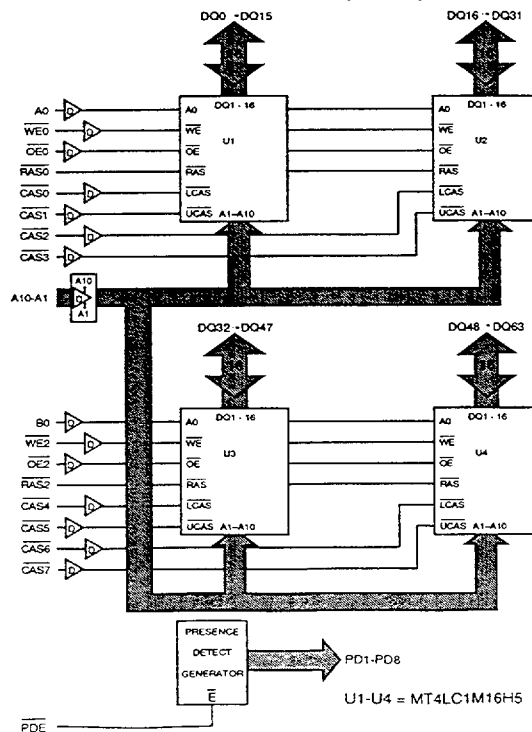 DQ0 - DQ15 DQ16 - DQ31
DQ1 - 16 DQ1 - 16
A0 A0 A0
WE0 WE WE
U1 U2
OE0 OE OE
RAS0 RAS RAS
CAS0 LCAS LCAS
CAS1 UCAS A1-A10 UCAS A1-A10
CAS2
CAS3
A10
A10-A1
A1
DQ32 - DQ47 DQ48 - DQ63
DQ1 - 16 DQ1 - 16
B0 A0 A0
WE2 WE WE
U3 U4
OE2 OE OE
RAS2 RAS RAS
CAS4 LCAS LCAS
CAS5 UCAS A1-A10 UCAS A1-A10
CAS6
CAS7
PRESENCE
DETECT
GENERATOR
E
PD1-PD8
U1-U4 = MT4LC1M16H5
PDE